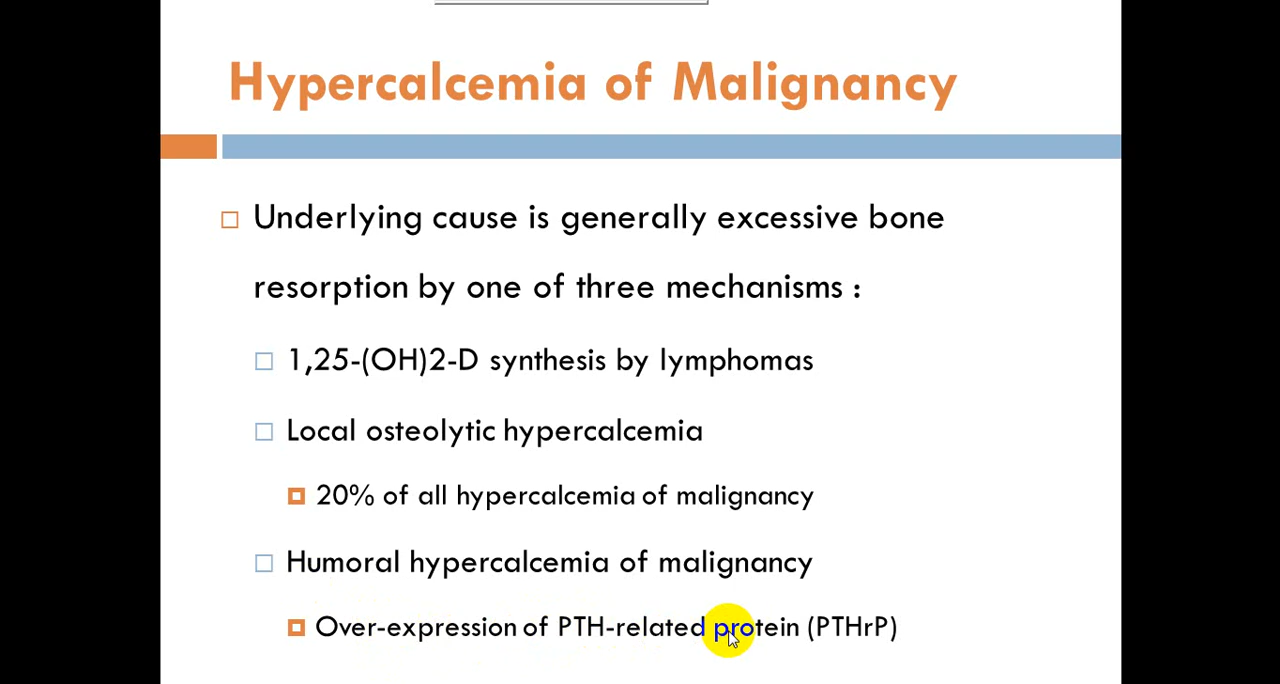 Hypercalcemia of Malignancy
Underlying cause is generally excessive bone
resorption by one of three mechanisms :
1,25-(OH)2-D synthesis by lymphomas
Local osteolytic hypercalcemia
20% of all hypercalcemia of malignancy
Humoral hypercalcemia of malignancy
Over-expression of PTH-related protein (PTHrP)